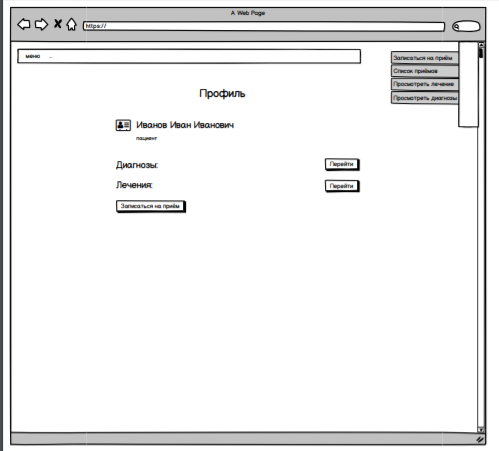 A Web Page
https://
меню ...
Записаться на приём
Список приёмов
Просмотреть лечение
Просмотреть диагнозы
Профиль
Иванов Иван Иванович
пациент
Диагнозы: Перейти
Лечения: Перейти
Записаться на приём